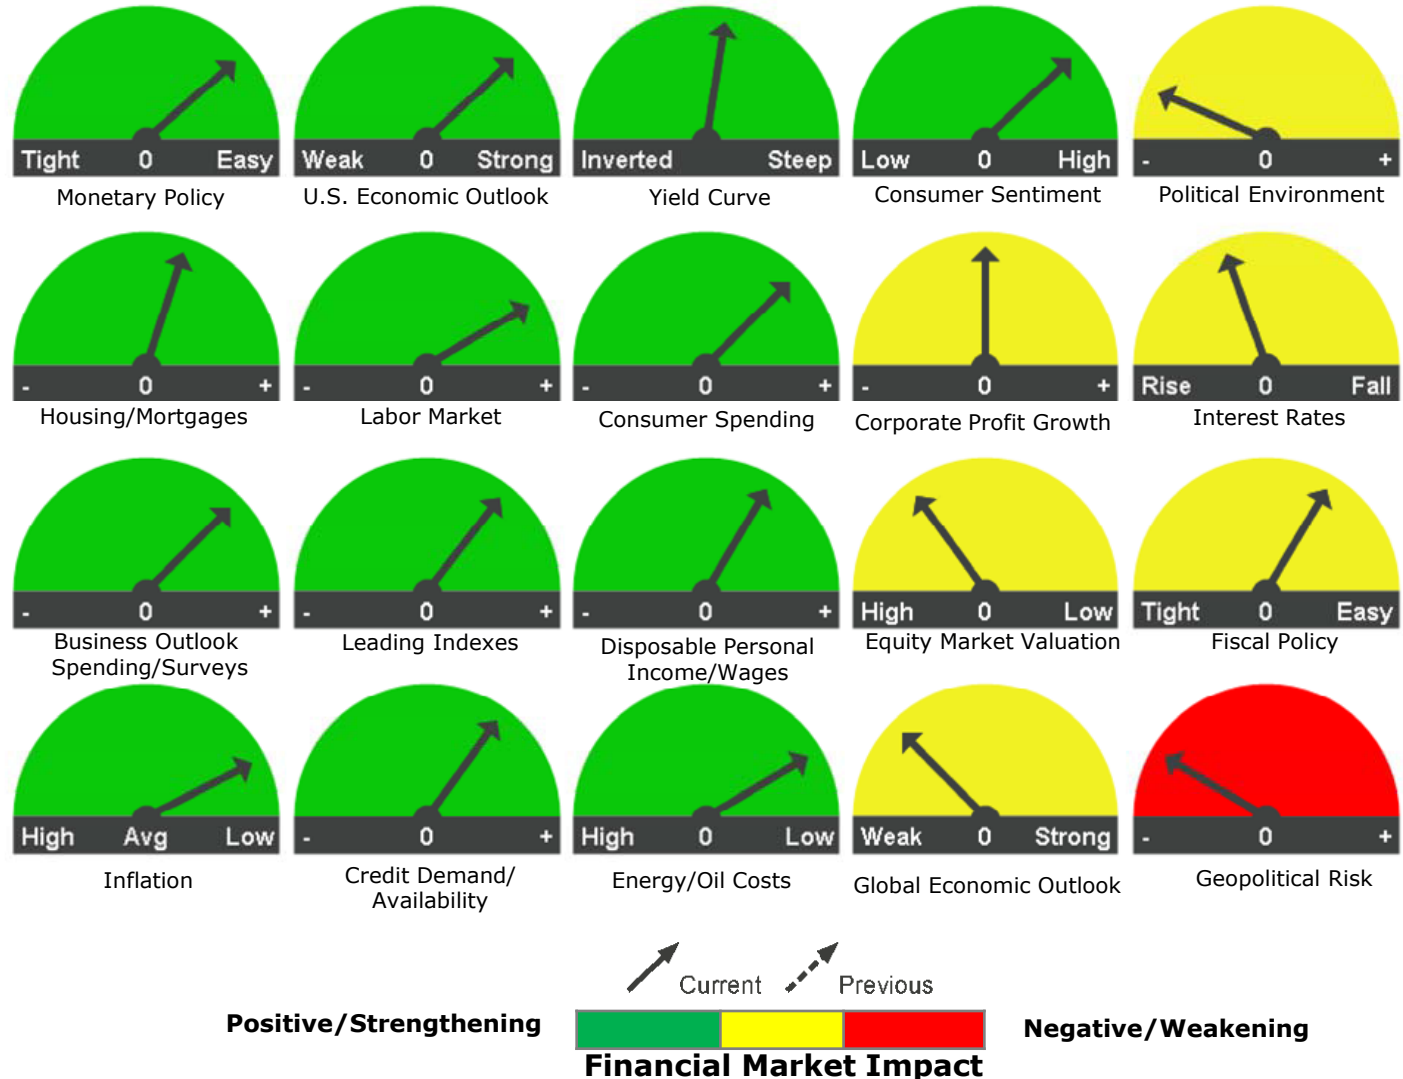 Tight 0 Easy
Monetary Policy
Weak 0 Strong
U.S. Economic Outlook
Inverted Steep
Yield Curve
Low 0 High
Consumer Sentiment
- 0 +
Political Environment
- 0 +
Housing/Mortgages
- 0 +
Labor Market
- 0 +
Consumer Spending
- 0 +
Corporate Profit Growth
Rise 0 Fall
Interest Rates
- 0 +
Business Outlook
Spending/Surveys
- 0 +
Leading Indexes
- 0 +
Disposable Personal
Income/Wages
High 0 Low
Equity Market Valuation
Tight 0 Easy
Fiscal Policy
High Avg Low
Inflation
- 0 +
Credit Demand/
Availability
High 0 Low
Energy/Oil Costs
Weak 0 Strong
Global Economic Outlook
- 0 +
Geopolitical Risk
Current Previous
Positive/Strengthening
Negative/Weakening
Financial Market Impact